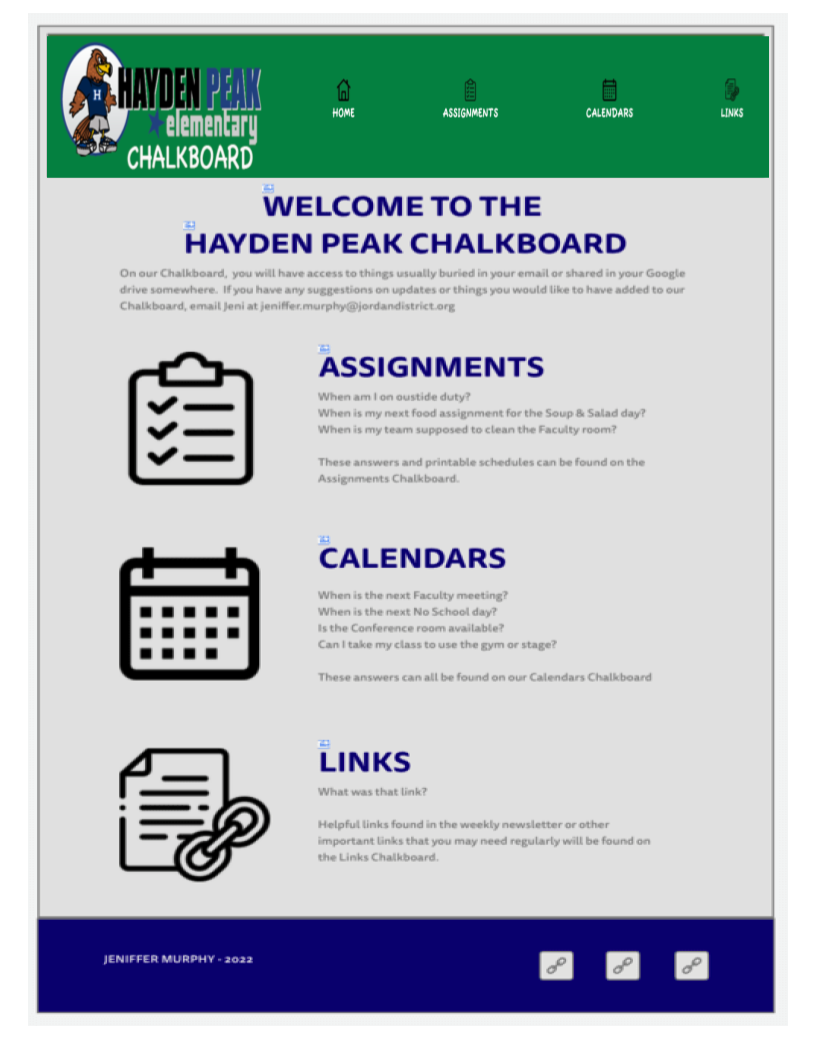 HAYDEN PEAK
elementary
CHALKBOARD
H
HOME
ASSIGNMENTS
CALENDARS
LINKS
WELCOME TO THE
HAYDEN PEAK CHALKBOARD
On our Chalkboard, you will have access to things usually buried in your email or shared in your Google
drive somewhere. If you have any suggestions on updates or things you would like to have added to our
Chalkboard, email Jeni at jeniffer.murphy@jordandistrict.org
ASSIGNMENTS
When am I on oustide duty?
When is my next food assignment for the Soup & Salad day?
When is my team supposed to clean the Faculty room?
These answers and printable schedules can be found on the
Assignments Chalkboard.
CALENDARS
When is the next Faculty meeting?
When is the next No School day?
Is the Conference room available?
Can I take my class to use the gym or stage?
These answers can all be found on our Calendars Chalkboard
LINKS
What was that link?
Helpful links found in the weekly newsletter or other
important links that you may need regularly will be found on
the Links Chalkboard.
JENIFFER MURPHY - 2022